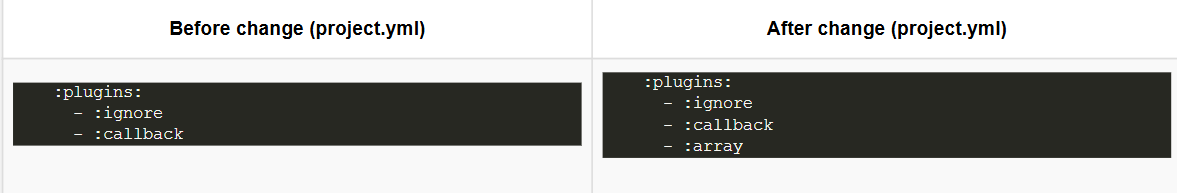 Before change (project.yml)
After change (project.yml)
:plugins:
- :ignore
- :callback
:plugins:
- :ignore
- :callback
- :array